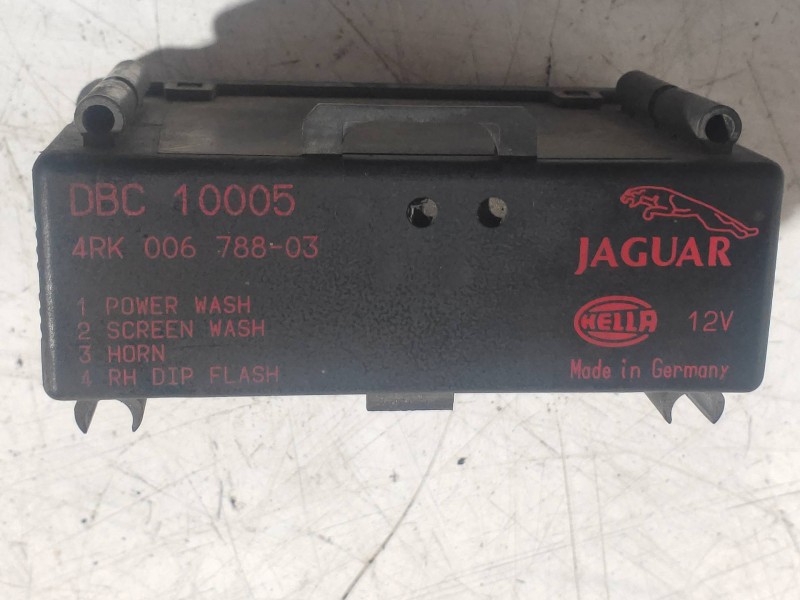 DBC 10005
4RK 006 788-03
1 POWER WASH
2 SCREEN WASH
3 HORN
4 RH DIP FLASH
JAGUAR
HELLA 12V
Made in Germany